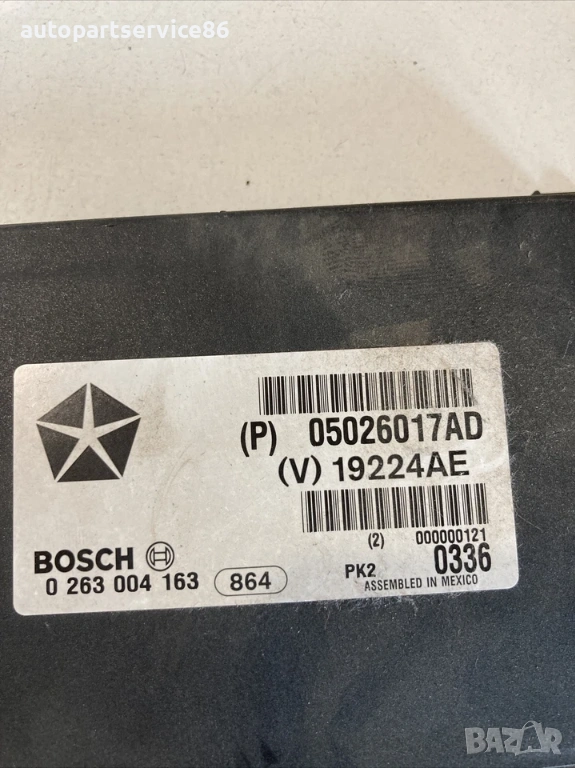 autopartservice86
(P) 05026017AD
(V) 19224AE
(2) 000000121
BOSCH
0 263 004 163 864
PK2 0336
ASSEMBLED IN MEXICO
BAZAR